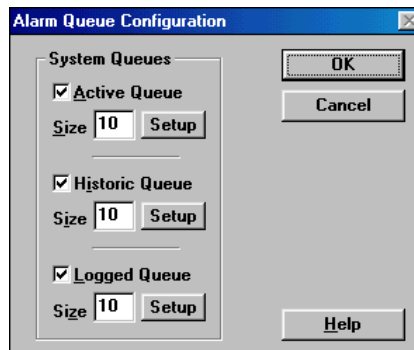 Alarm Queue Configuration
System Queues
Active Queue
Size 10 Setup
Historic Queue
Size 10 Setup
Logged Queue
Size 10 Setup
OK
Cancel
Help